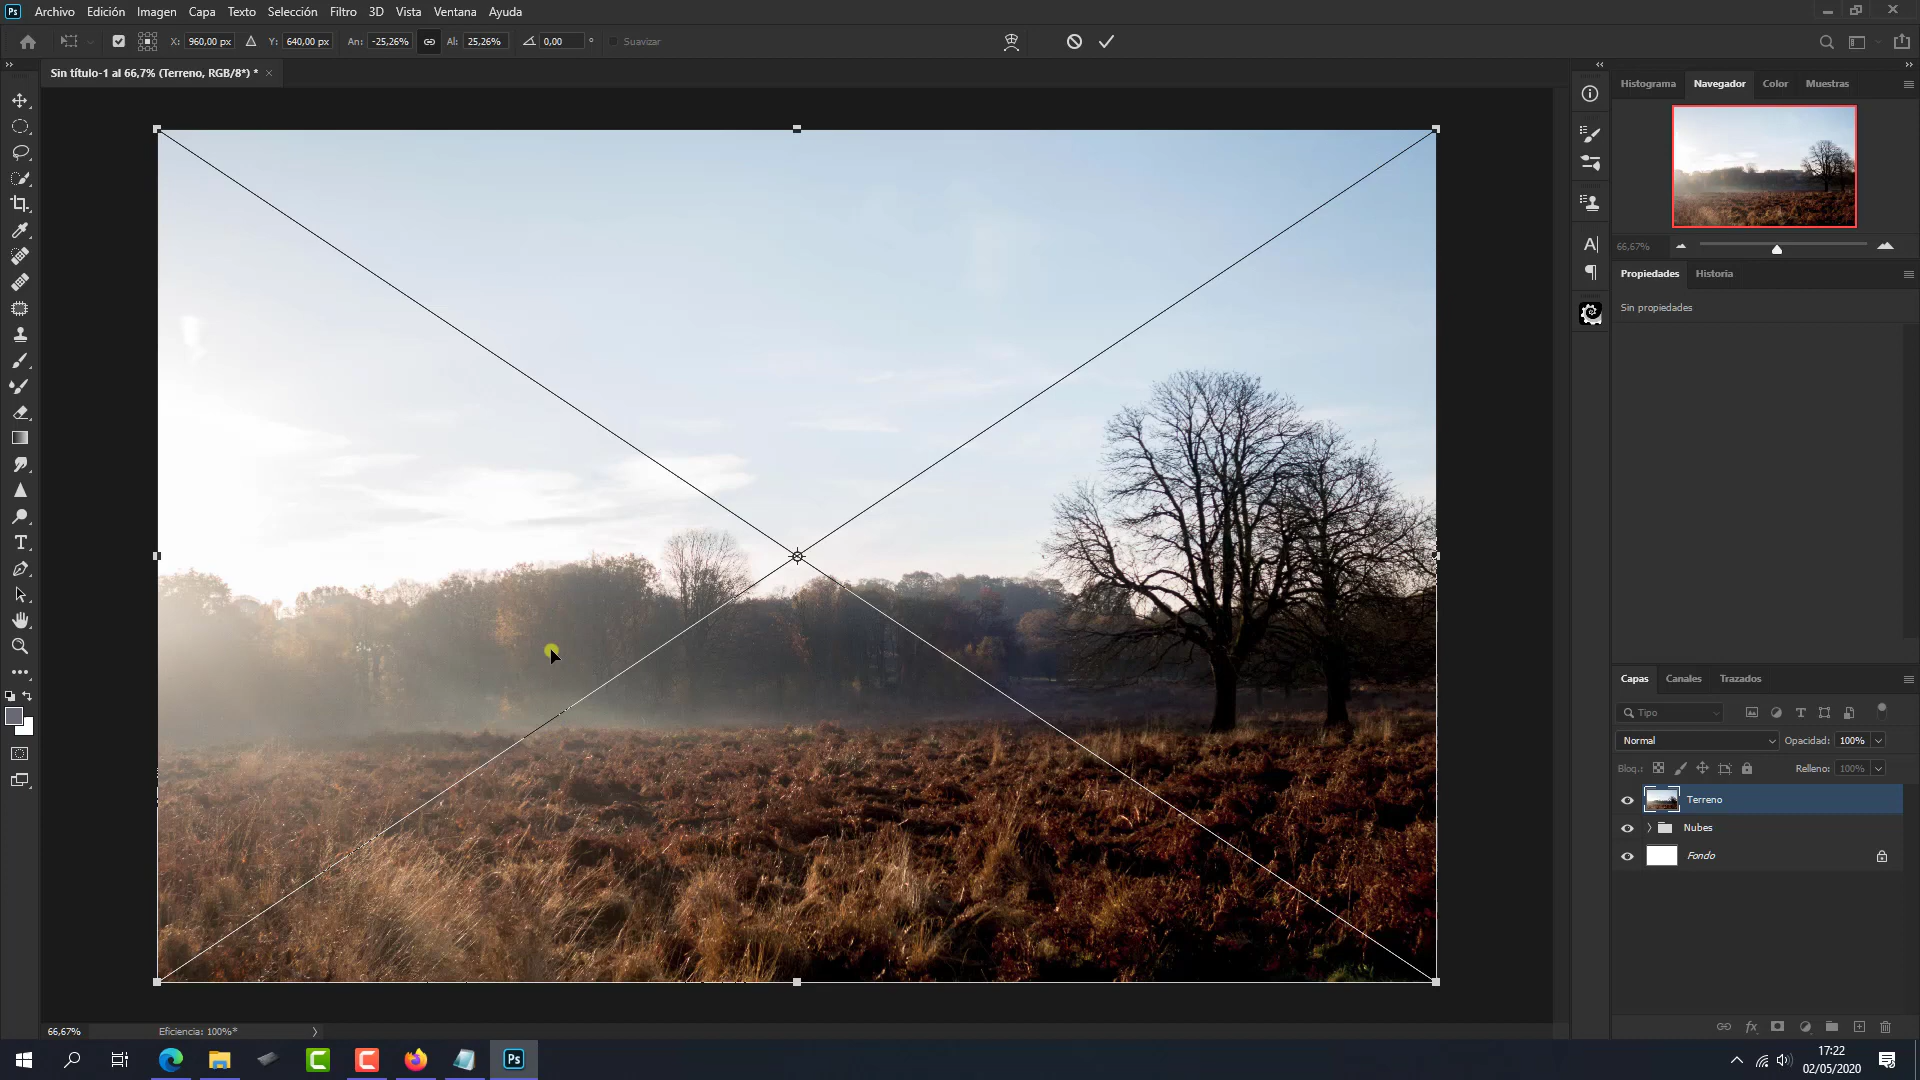 Ps Archivo Edición Imagen Capa Texto Selección Filtro 3D Vista Ventana Ayuda
X: 960,00 px Y: 640,00 px An: -25,26% Al: 25,26% 0,00 ° Suavizar
Sin título-1 al 66,7% (Terreno, RGB/8*) * ×
Histograma Navegador Color Muestras
66,67%
Propiedades Historia
Sin propiedades
Capas Canales Trazados
Tipo
Normal Opacidad: 100%
Bloq.: Relleno: 100%
Terreno
Nubes
Fondo
66,67% Eficiencia: 100%*
Ps
17:22
02/05/2020